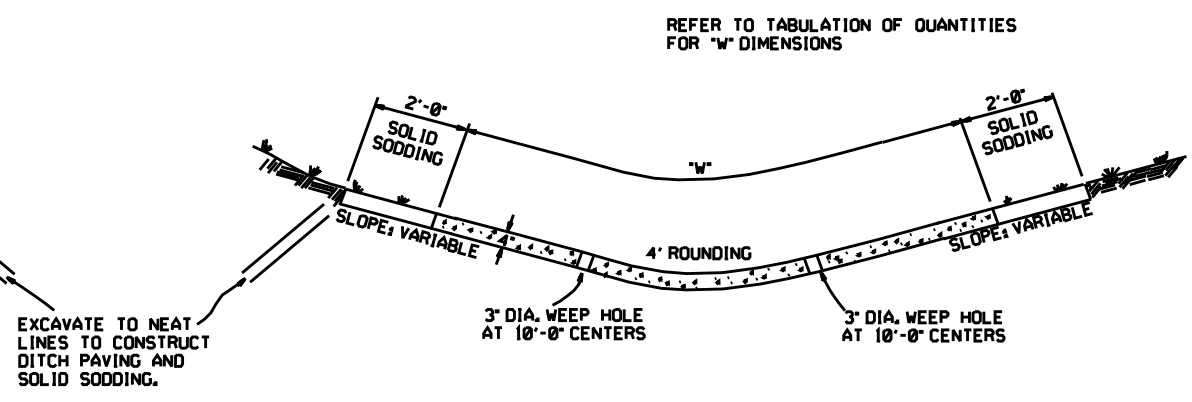 REFER TO TABULATION OF QUANTITIES
FOR "W" DIMENSIONS
2'-0"
SOLID
SODDING
"W"
2'-0"
SOLID
SODDING
SLOPE: VARIABLE
4"
4' ROUNDING
SLOPE: VARIABLE
3" DIA. WEEP HOLE
AT 10'-0" CENTERS
3" DIA. WEEP HOLE
AT 10'-0" CENTERS
EXCAVATE TO NEAT
LINES TO CONSTRUCT
DITCH PAVING AND
SOLID SODDING.